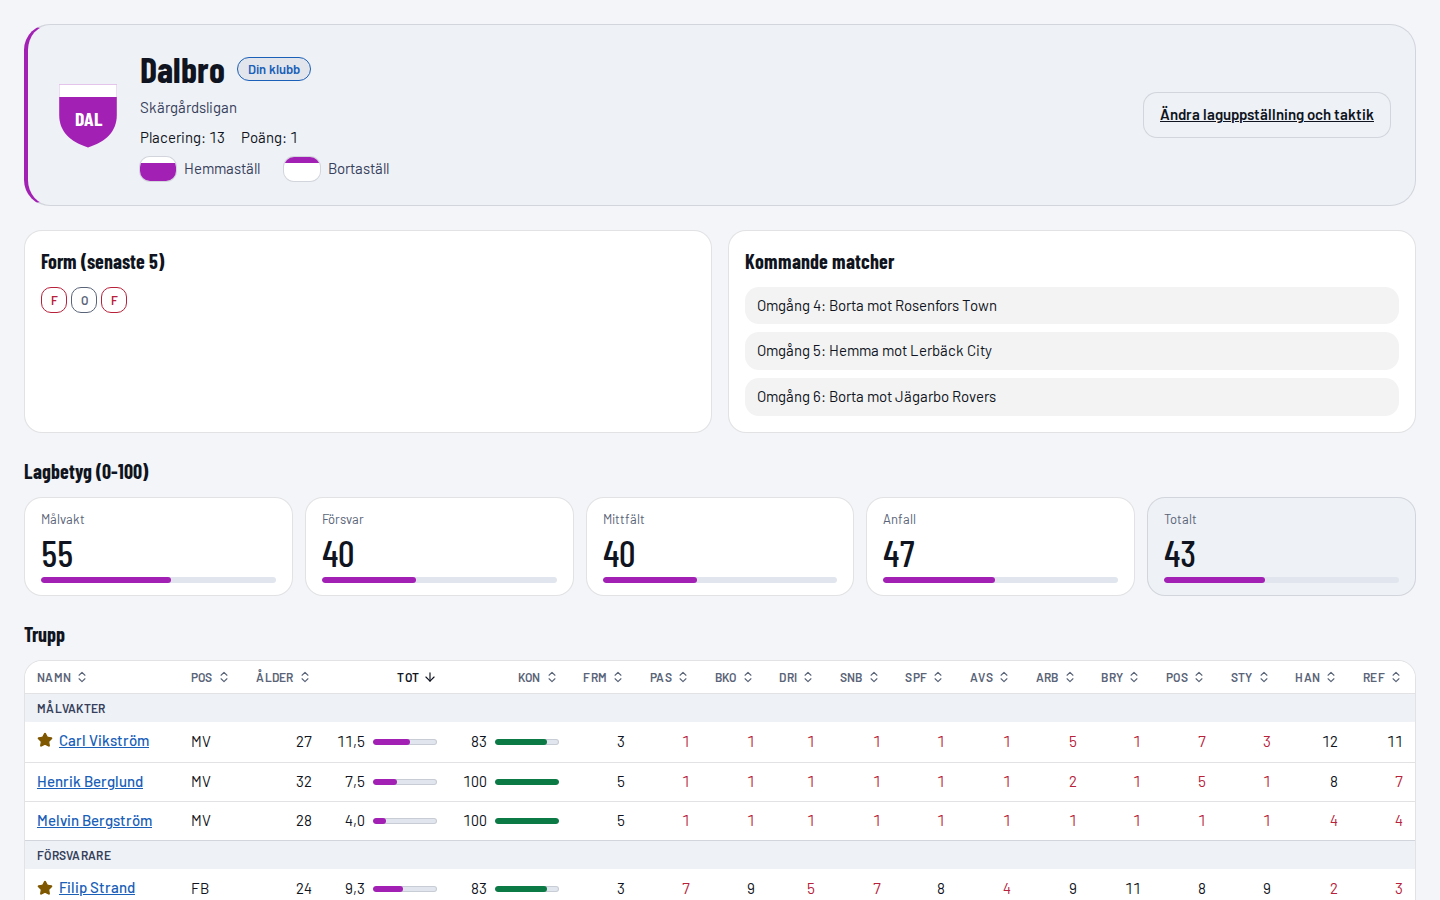 Dalbro Din klubb
DAL
Skärgårdsligan
Placering: 13 Poäng: 1
Hemmaställ Bortaställ
Ändra laguppställning och taktik
Form (senaste 5)
F O F
Kommande matcher
Omgång 4: Borta mot Rosenfors Town
Omgång 5: Hemma mot Lerbäck City
Omgång 6: Borta mot Jägarbo Rovers
Lagbetyg (0-100)
Målvakt
55
Försvar
40
Mittfält
40
Anfall
47
Totalt
43
Trupp
NAMN POS ÅLDER TOT KON FRM PAS BKO DRI SNB SPF AVS ARB BRY POS STY HAN REF
MÅLVAKTER
Carl Vikström MV 27 11,5 83 3 1 1 1 1 1 1 5 1 7 3 12 11
Henrik Berglund MV 32 7,5 100 5 1 1 1 1 1 1 2 1 5 1 8 7
Melvin Bergström MV 28 4,0 100 5 1 1 1 1 1 1 1 1 1 1 4 4
FÖRSVARARE
Filip Strand FB 24 9,3 83 3 7 9 5 7 8 4 9 11 8 9 2 3